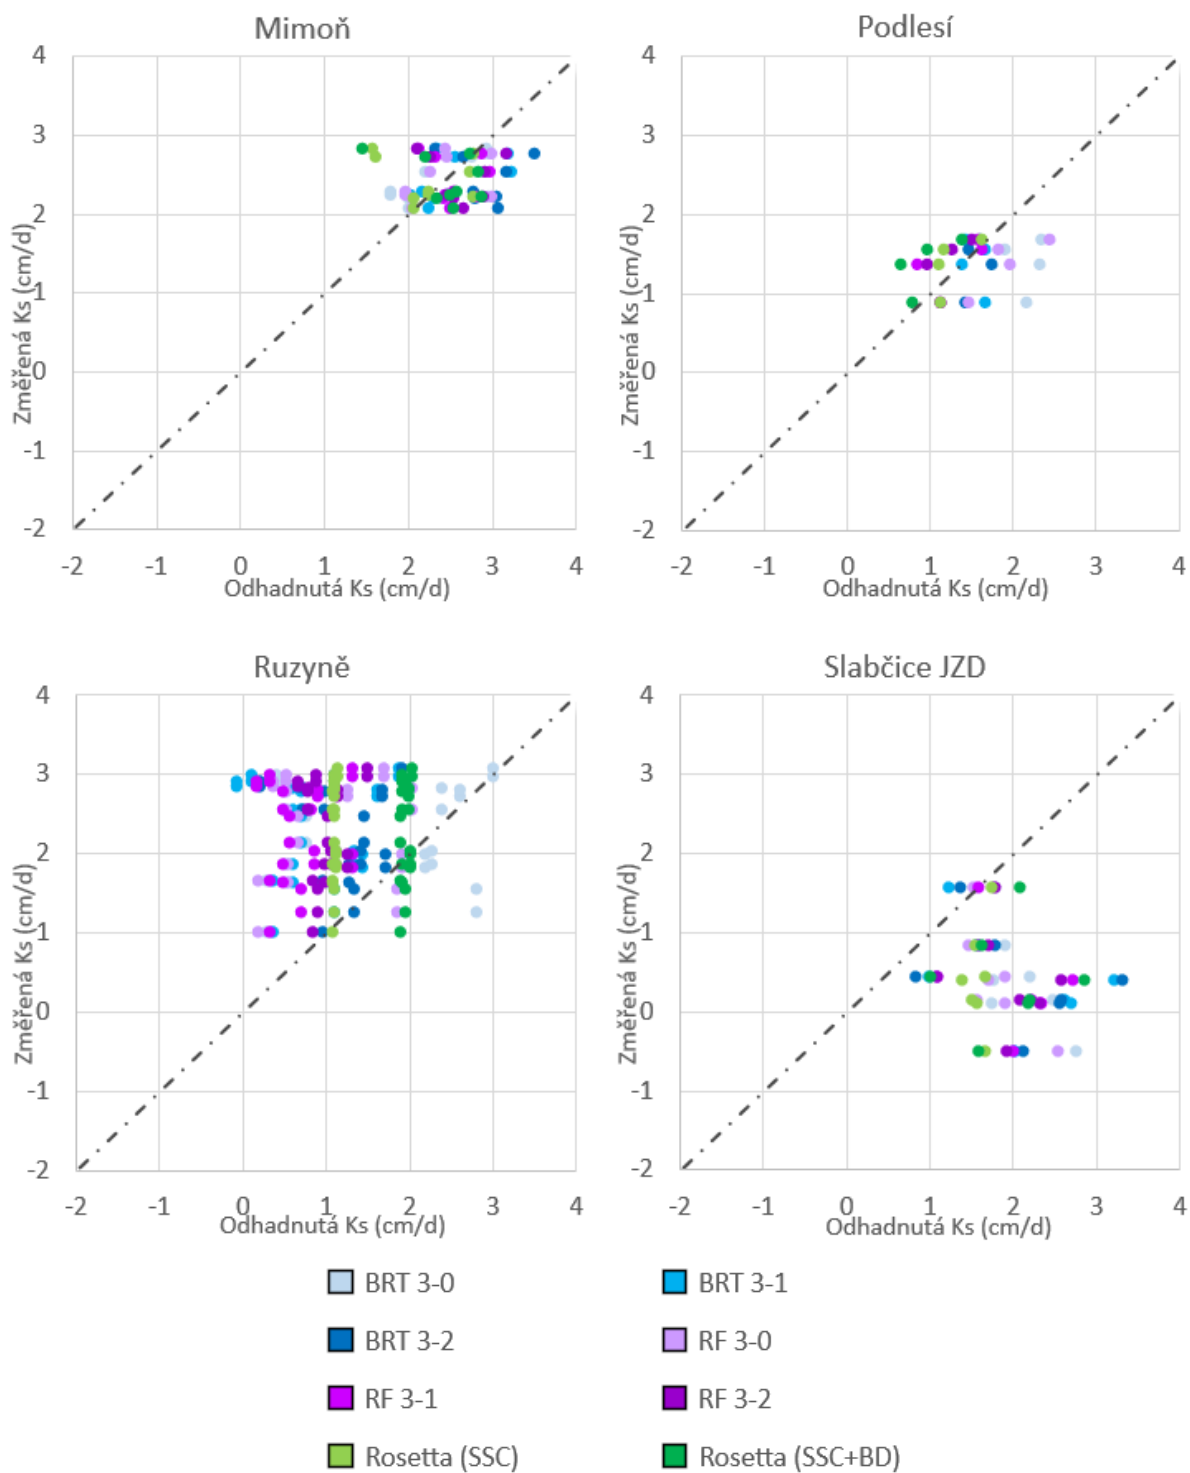 Mimoň
4
3
2
1
0
-1
-2
Změřená Ks (cm/d)
-2 -1 0 1 2 3 4
Odhadnutá Ks (cm/d)
Podlesí
4
3
2
1
0
-1
-2
Změřená Ks (cm/d)
-2 -1 0 1 2 3 4
Odhadnutá Ks (cm/d)
Ruzyně
4
3
2
1
0
-1
-2
Změřená Ks (cm/d)
-2 -1 0 1 2 3 4
Odhadnutá Ks (cm/d)
Slabčice JZD
4
3
2
1
0
-1
-2
Změřená Ks (cm/d)
-2 -1 0 1 2 3 4
Odhadnutá Ks (cm/d)
BRT 3-0 BRT 3-1
BRT 3-2 RF 3-0
RF 3-1 RF 3-2
Rosetta (SSC) Rosetta (SSC+BD)